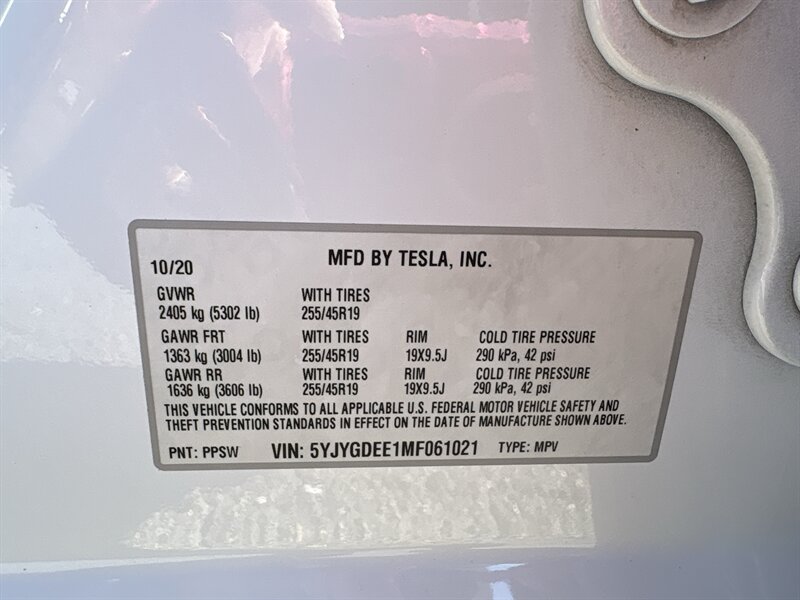 10/20 MFD BY TESLA, INC.
GVWR WITH TIRES
2405 kg (5302 lb) 255/45R19
GAWR FRT WITH TIRES RIM COLD TIRE PRESSURE
1363 kg (3004 lb) 255/45R19 19X9.5J 290 kPa, 42 psi
GAWR RR WITH TIRES RIM COLD TIRE PRESSURE
1636 kg (3606 lb) 255/45R19 19X9.5J 290 kPa, 42 psi
THIS VEHICLE CONFORMS TO ALL APPLICABLE U.S. FEDERAL MOTOR VEHICLE SAFETY AND
THEFT PREVENTION STANDARDS IN EFFECT ON THE DATE OF MANUFACTURE SHOWN ABOVE.
PNT: PPSW VIN: 5YJYGDEE1MF061021 TYPE: MPV